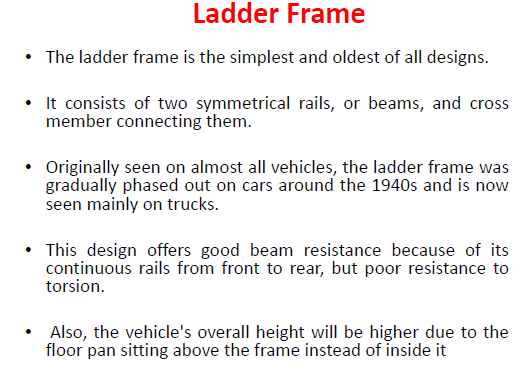 Ladder Frame
• The ladder frame is the simplest and oldest of all designs.
• It consists of two symmetrical rails, or beams, and cross
member connecting them.
• Originally seen on almost all vehicles, the ladder frame was
gradually phased out on cars around the 1940s and is now
seen mainly on trucks.
• This design offers good beam resistance because of its
continuous rails from front to rear, but poor resistance to
torsion.
• Also, the vehicle's overall height will be higher due to the
floor pan sitting above the frame instead of inside it